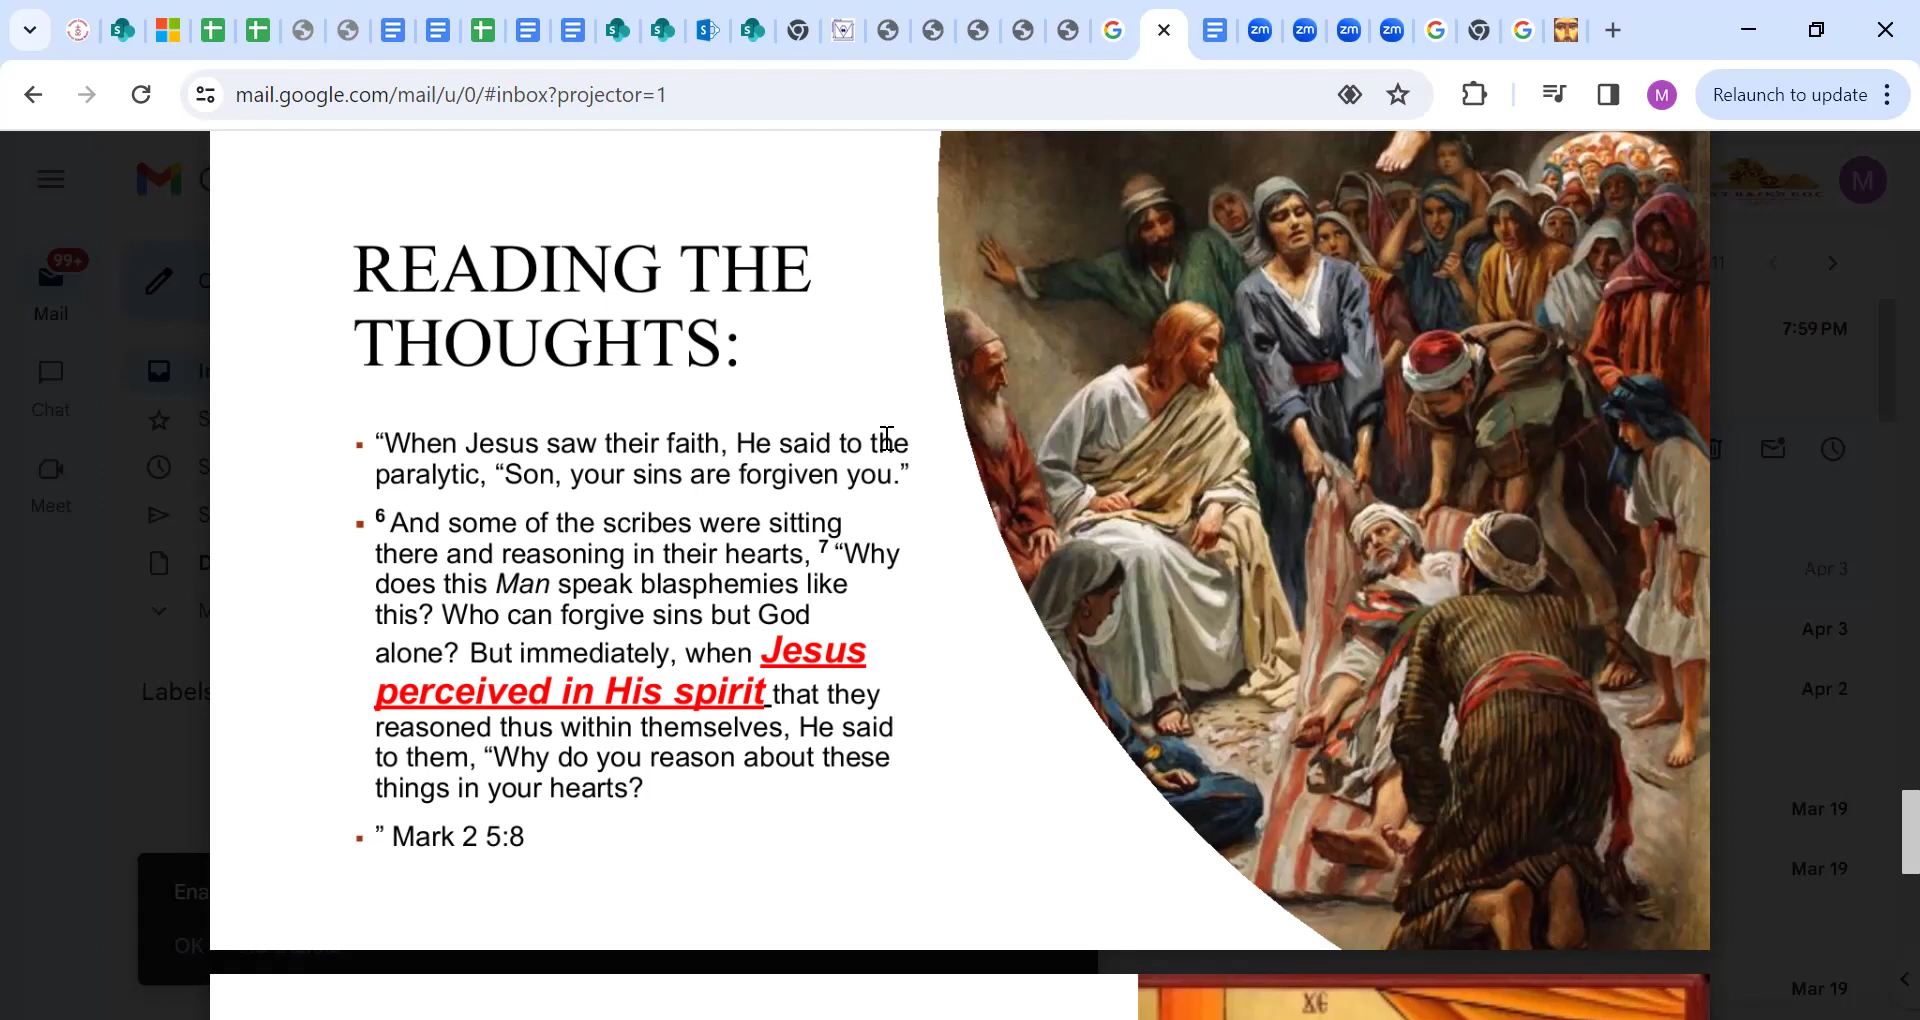 mail.google.com/mail/u/0/#inbox?projector=1
Relaunch to update
M
M
99+
Mail
Chat
Meet
Labels
READING THE
THOUGHTS:
“When Jesus saw their faith, He said to the
paralytic, “Son, your sins are forgiven you.”
6 And some of the scribes were sitting
there and reasoning in their hearts, 7 “Why
does this Man speak blasphemies like
this? Who can forgive sins but God
alone? But immediately, when Jesus
perceived in His spirit that they
reasoned thus within themselves, He said
to them, “Why do you reason about these
things in your hearts?
” Mark 2 5:8
7:59 PM
Apr 3
Apr 3
Apr 2
Mar 19
Mar 19
Mar 19
Ena
OK